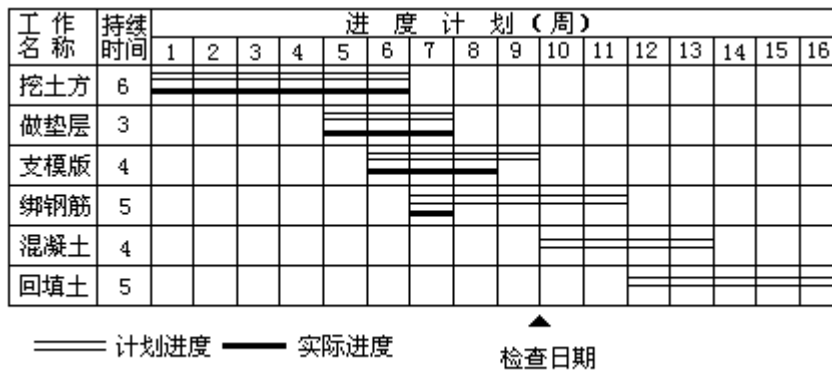 工作名称 持续时间 进度计划（周）
1 2 3 4 5 6 7 8 9 10 11 12 13 14 15 16
挖土方 6
做垫层 3
支模版 4
绑钢筋 5
混凝土 4
回填土 5
计划进度 实际进度 检查日期